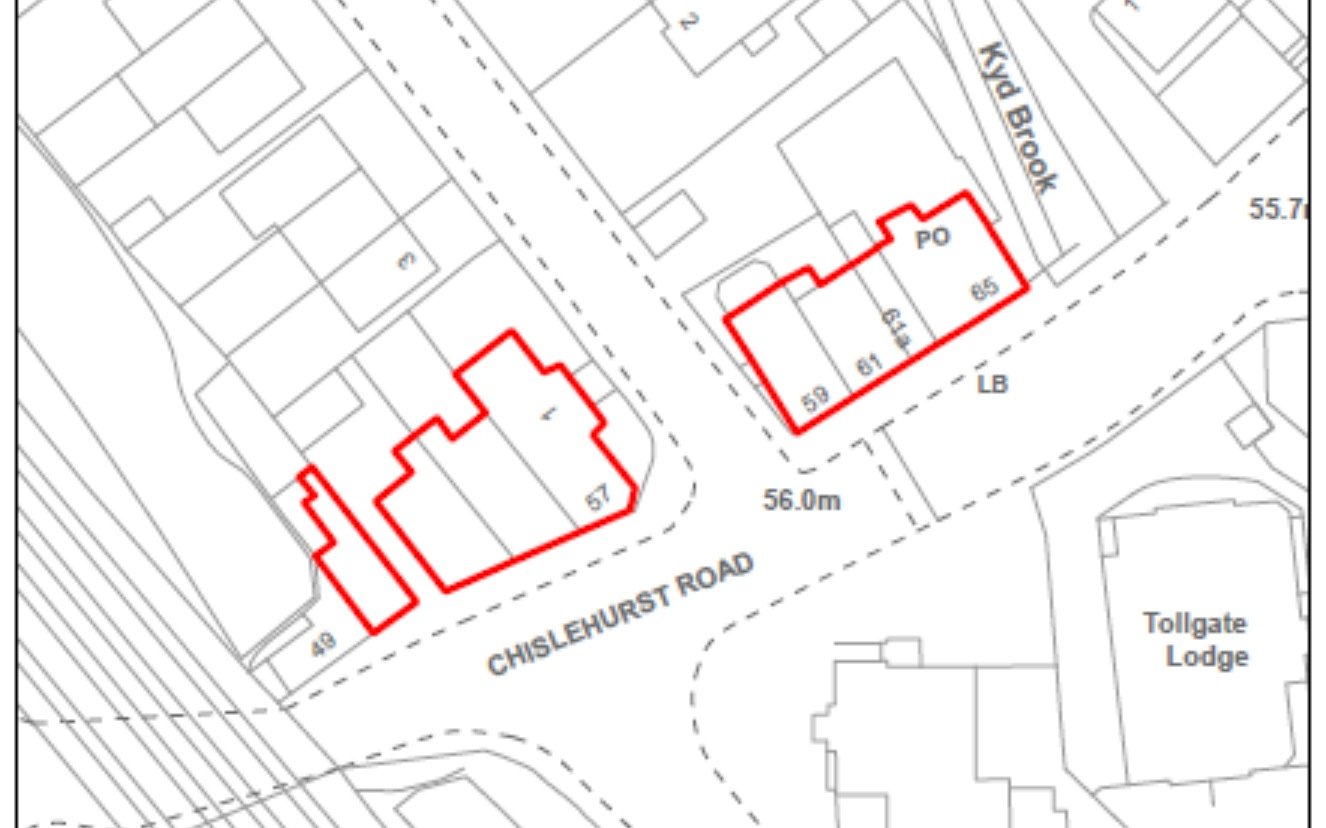 2
Kyd Brook
55.7
PO
3
65
61a
61
59
LB
1
57
56.0m
CHISLEHURST ROAD
49
Tollgate
Lodge